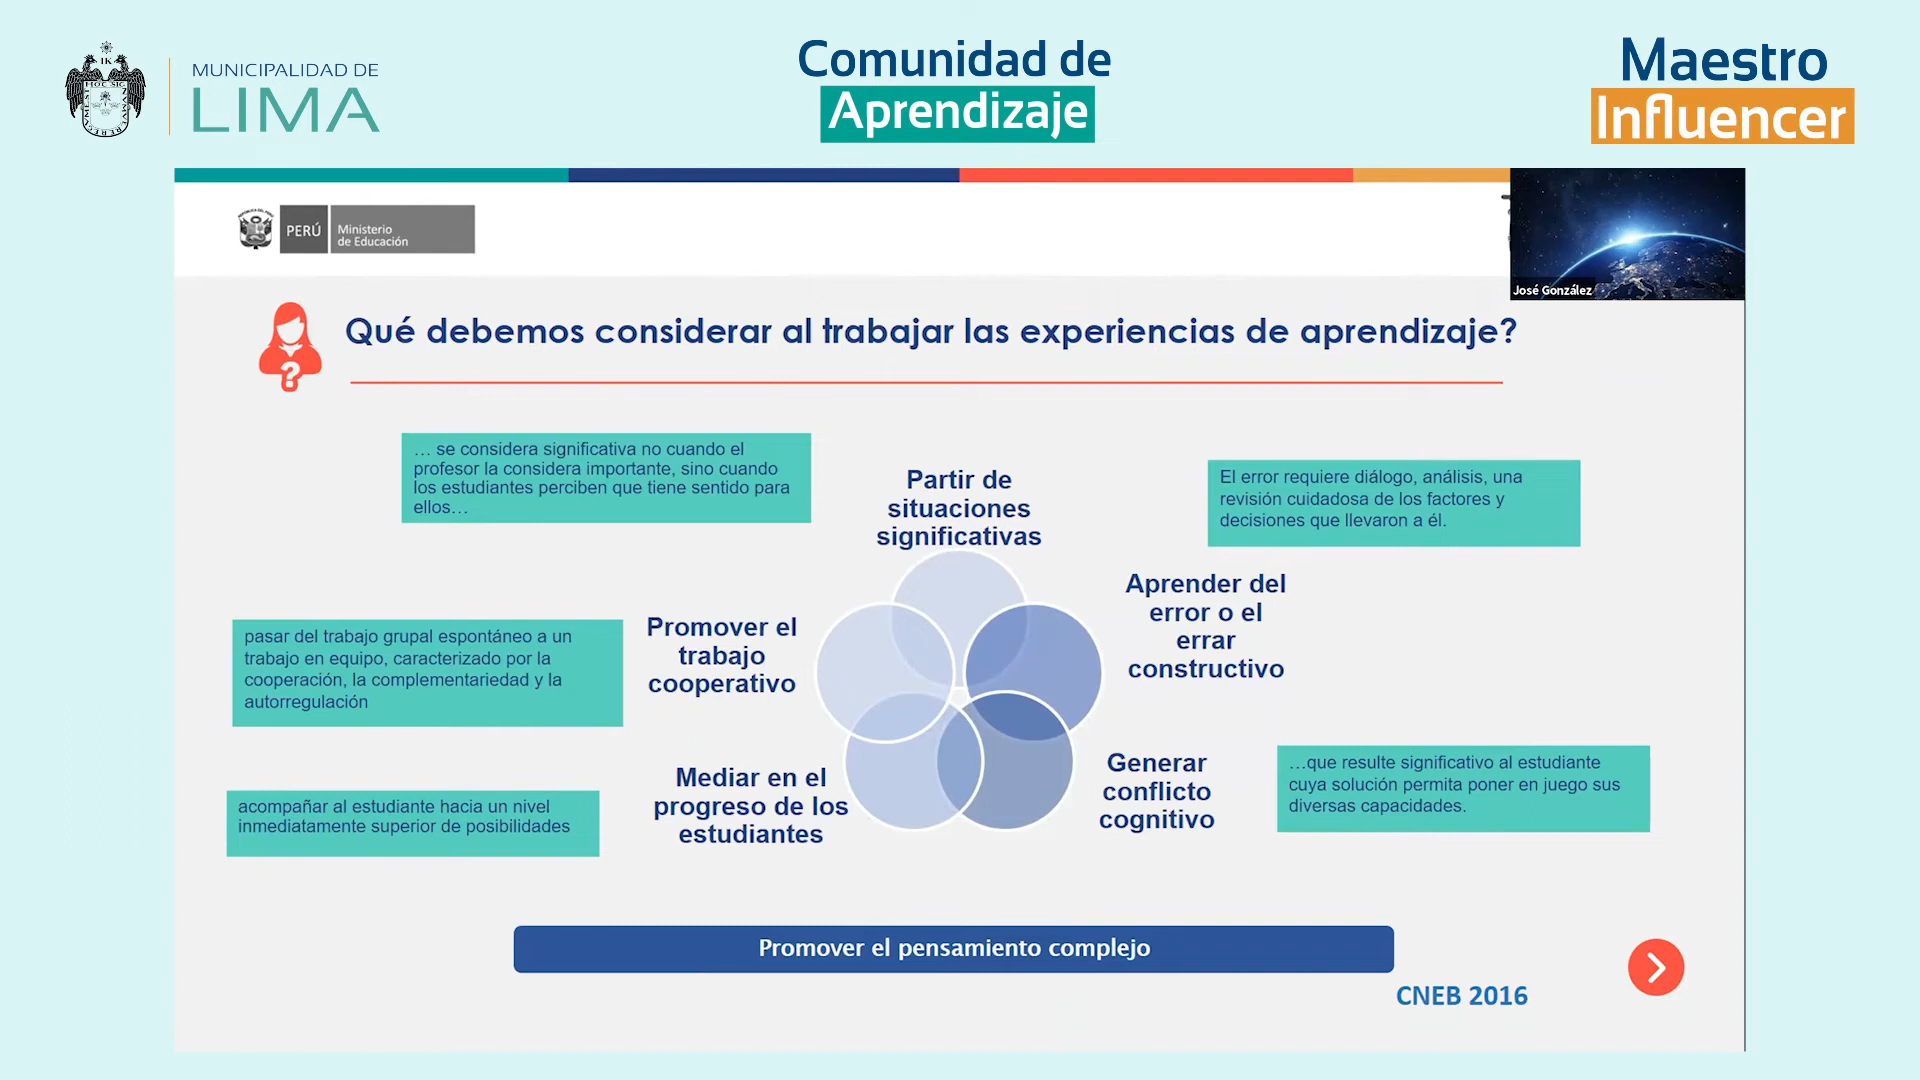 MUNICIPALIDAD DE
LIMA
Comunidad de
Aprendizaje
Maestro
Influencer
PERÚ
Ministerio
de Educación
José González
Qué debemos considerar al trabajar las experiencias de aprendizaje?
… se considera significativa no cuando el
profesor la considera importante, sino cuando
los estudiantes perciben que tiene sentido para
ellos…
Partir de
situaciones
significativas
El error requiere diálogo, análisis, una
revisión cuidadosa de los factores y
decisiones que llevaron a él.
Aprender del
error o el
errar
constructivo
pasar del trabajo grupal espontáneo a un
trabajo en equipo, caracterizado por la
cooperación, la complementariedad y la
autorregulación
Promover el
trabajo
cooperativo
Generar
conflicto
cognitivo
…que resulte significativo al estudiante
cuya solución permita poner en juego sus
diversas capacidades.
acompañar al estudiante hacia un nivel
inmediatamente superior de posibilidades
Mediar en el
progreso de los
estudiantes
Promover el pensamiento complejo
CNEB 2016